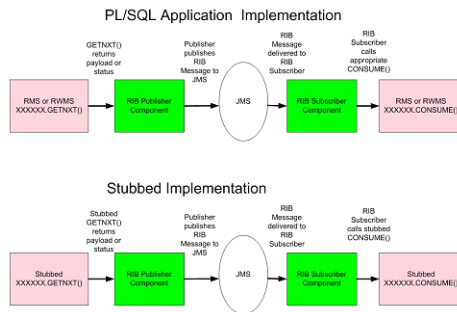 PL/SQL Application Implementation
GETNXT()
returns
payload or
status
Publisher
publishes
RIB
Message to
JMS
RIB
Message
delivered to
RIB
Subscriber
RIB
Subscriber
calls
appropriate
CONSUME()
RMS or RWMS
XXXXXX.GETNXT()
RIB Publisher
Component
JMS
RIB Subscriber
Component
RMS or RWMS
XXXXXX.CONSUME()
Stubbed Implementation
Stubbed
GETNXT()
returns
payload or
status
Publisher
publishes
RIB
Message to
JMS
RIB
Message
delivered to
RIB
Subscriber
RIB
Subscriber
calls stubbed
CONSUME()
Stubbed
XXXXXX.GETNXT()
RIB Publisher
Component
JMS
RIB Subscriber
Component
Stubbed
XXXXXX.CONSUME()